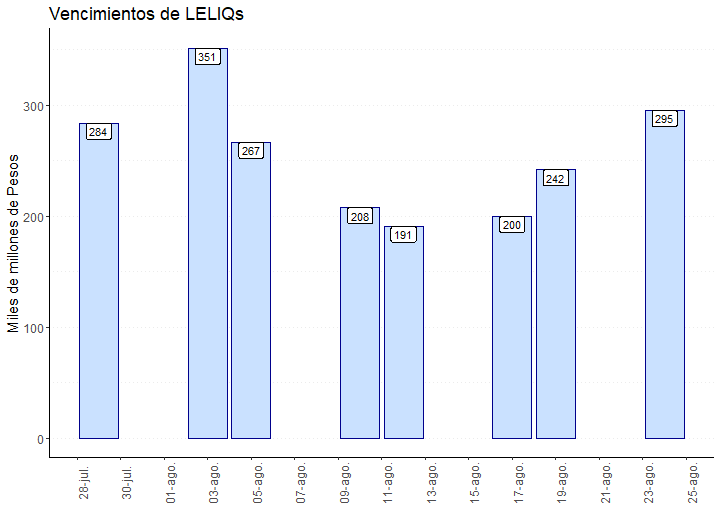 Vencimientos de LELIQs
Miles de millones de Pesos
300
200
100
0
284
351
267
208
191
200
242
295
28-jul.
30-jul.
01-ago.
03-ago.
05-ago.
07-ago.
09-ago.
11-ago.
13-ago.
15-ago.
17-ago.
19-ago.
21-ago.
23-ago.
25-ago.